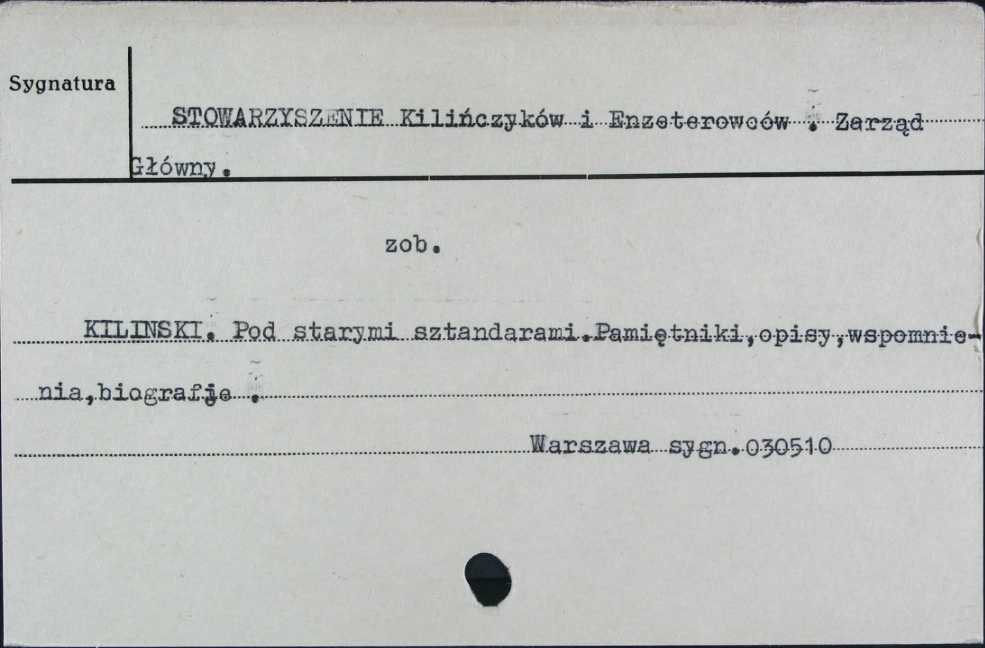 Sygnatura
STOWARZYSZENIE Kilińczyków i Enzeterowców . Zarząd
Główny.
zob.
KILINSKI. Pod starymi sztandarami.Pamiętniki,opisy,wspomnie-
nia,biografje .
Warszawa sygn.030510